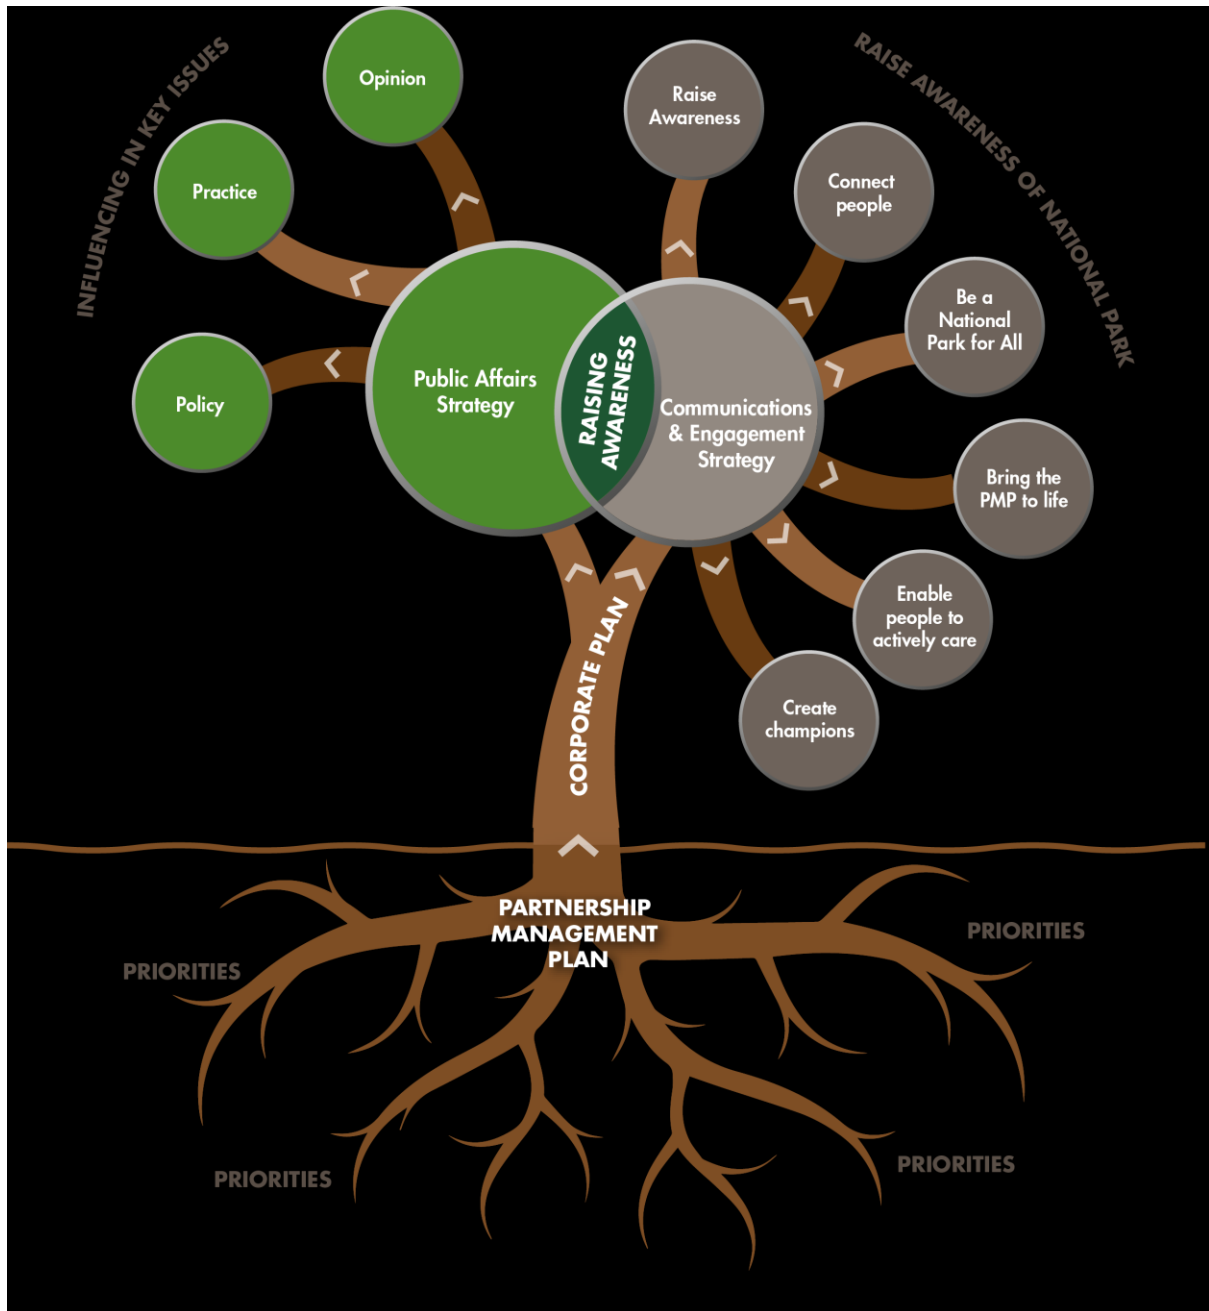 INFLUENCING IN KEY ISSUES
RAISE AWARENESS OF NATIONAL PARK
Opinion
Practice
Policy
Raise
Awareness
Connect
people
Be a
National
Park for All
Bring the
PMP to life
Enable
people to
actively care
Create
champions
Public Affairs
Strategy
RAISING
AWARENESS
Communications
& Engagement
Strategy
CORPORATE PLAN
PARTNERSHIP
MANAGEMENT
PLAN
PRIORITIES
PRIORITIES
PRIORITIES
PRIORITIES